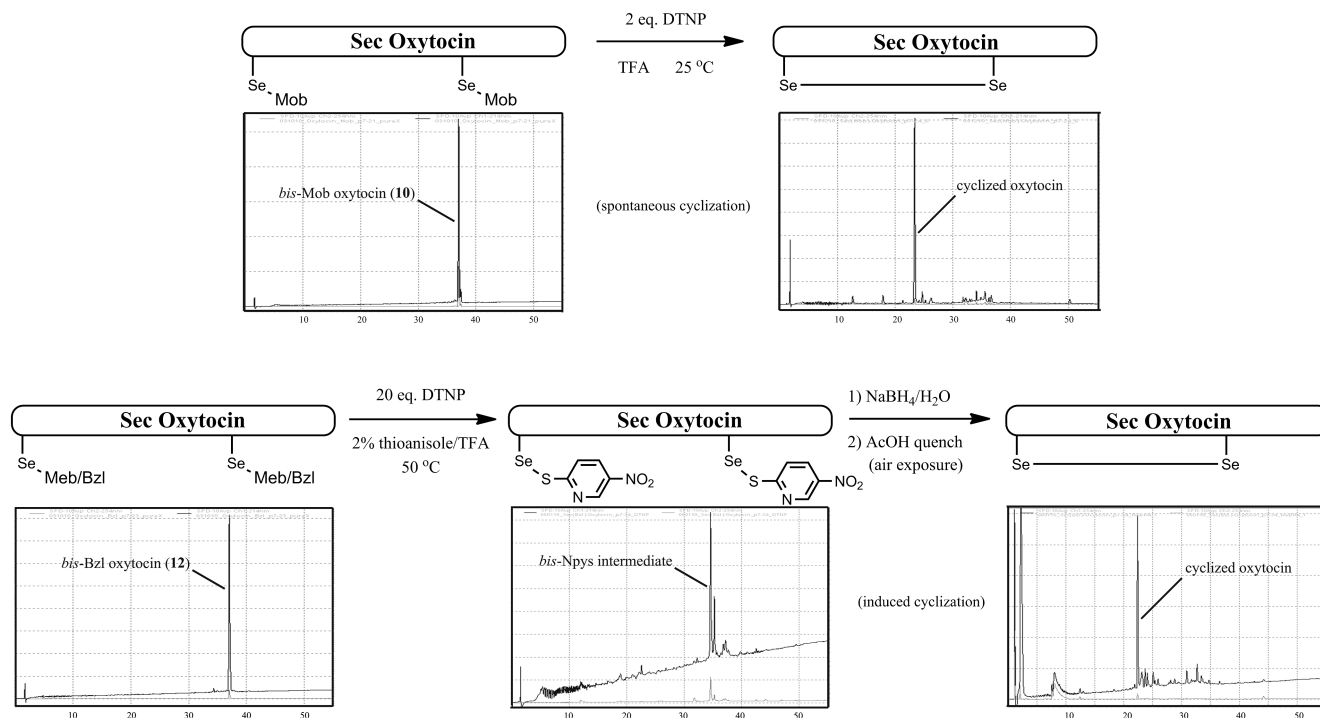 Sec Oxytocin
2 eq. DTNP
TFA 25 °C
Sec Oxytocin
Se
Mob
Se
Mob
Se
Se
bis-Mob oxytocin (10)
(spontaneous cyclization)
cyclized oxytocin
10 20 30 40 50
10 20 30 40 50
Sec Oxytocin
20 eq. DTNP
2% thioanisole/TFA
50 °C
Sec Oxytocin
1) NaBH4/H2O
2) AcOH quench
(air exposure)
Sec Oxytocin
Se
Meb/Bzl
Se
Meb/Bzl
Se
S
N
NO2
Se
S
N
NO2
Se
Se
bis-Bzl oxytocin (12)
bis-Npys intermediate
(induced cyclization)
cyclized oxytocin
10 20 30 40 50
10 20 30 40 50
10 20 30 40 50